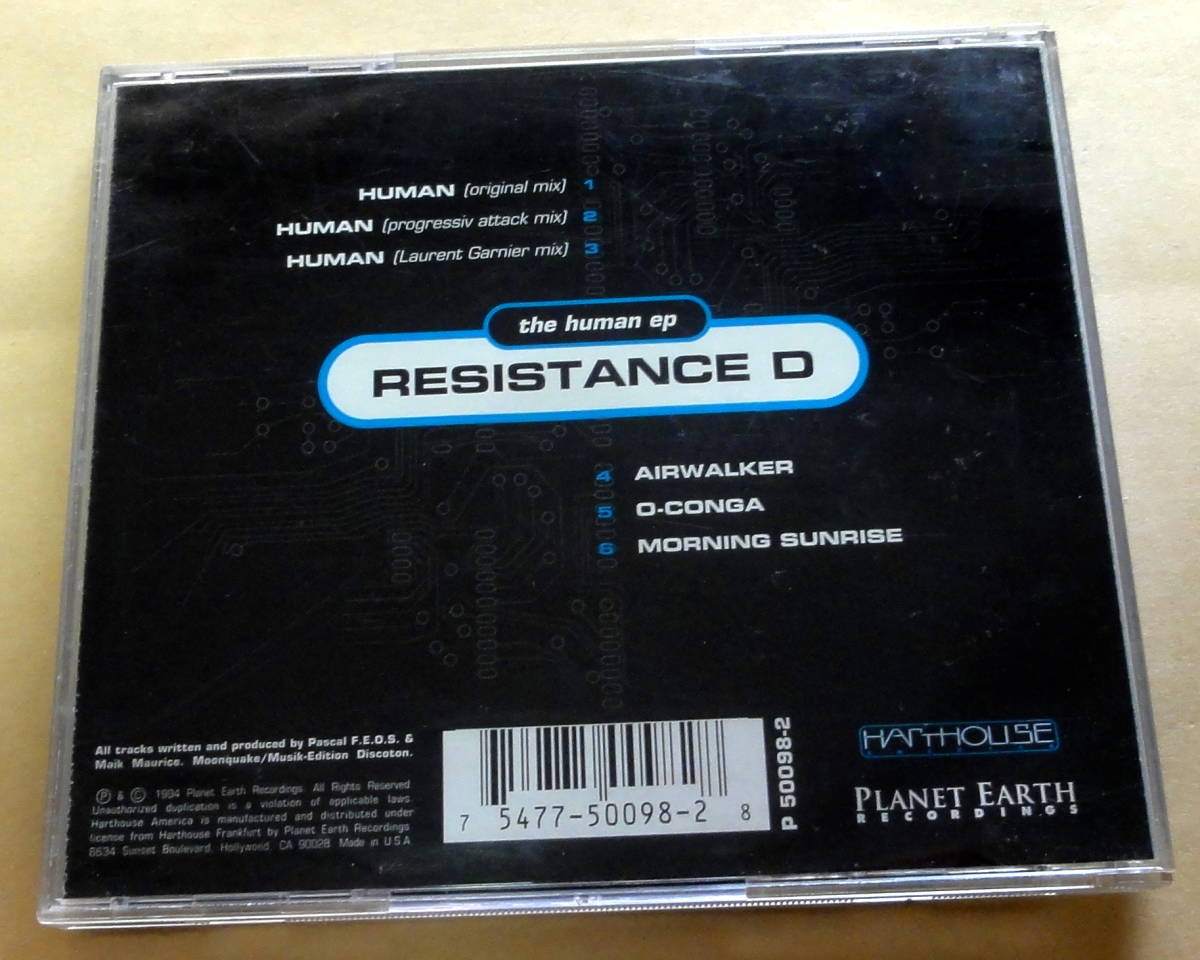 HUMAN (original mix) 1
HUMAN (progressiv attack mix) 2
HUMAN (Laurent Garnier mix) 3
the human ep
RESISTANCE D
4 AIRWALKER
5 O-CONGA
6 MORNING SUNRISE
All tracks written and produced by Pascal F.E.O.S. &
Maik Maurice. Moonquake/Musik-Edition Discoton.
℗ & © 1994 Planet Earth Recordings. All Rights Reserved
Unauthorized duplication is a violation of applicable laws
Harthouse America is manufactured and distributed under
license from Harthouse Frankfurt by Planet Earth Recordings
6634 Sunset Boulevard, Hollywood, CA 90028. Made in U S A
7 5477-50098-2 8
P 50098-2
HARTHOUSE
PLANET EARTH
RECORDINGS